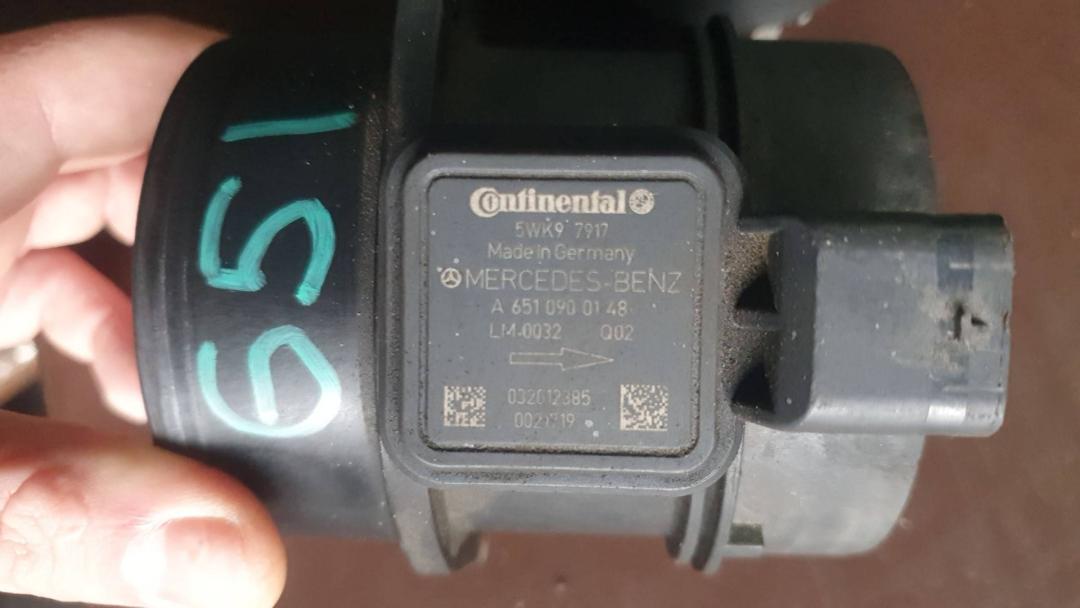 651
Continental
5WK9 7917
Made in Germany
MERCEDES-BENZ
A 651 090 01 48
LM-0032 Q02
032012385